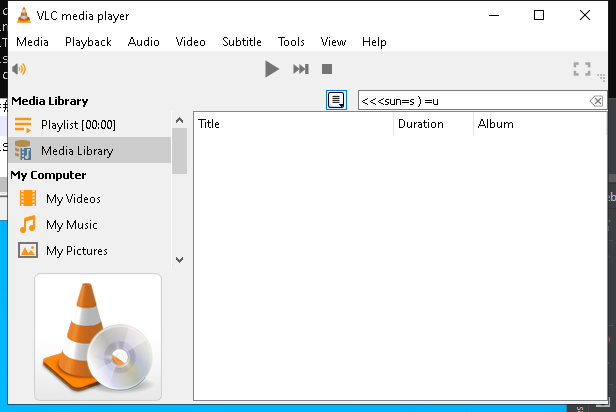 VLC media player
Media Playback Audio Video Subtitle Tools View Help
Media Library
<<<sun=s ) =u
Playlist [00:00]
Title Duration Album
Media Library
My Computer
My Videos
My Music
My Pictures